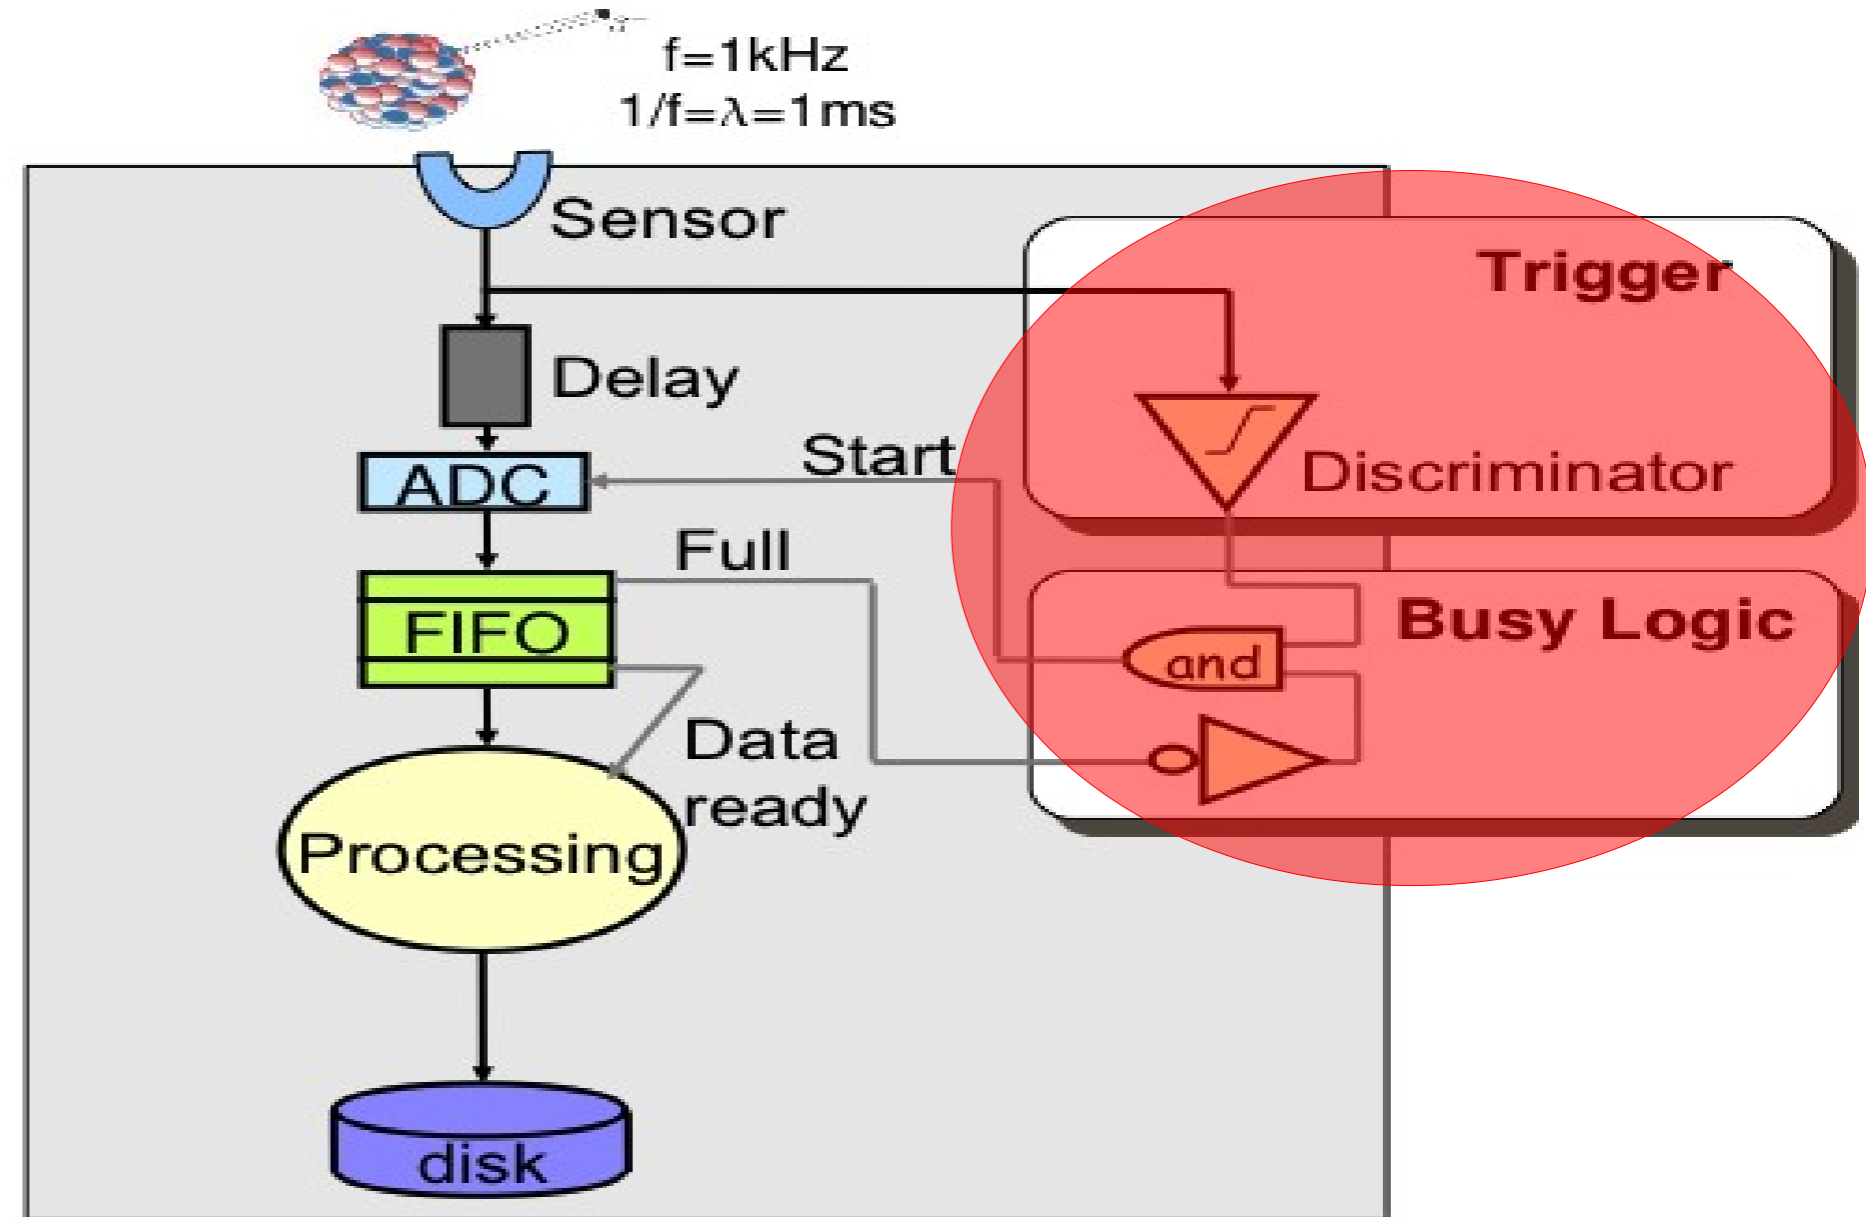 f=1kHz
1/f=λ=1ms
Sensor
Trigger
Delay
Start
Discriminator
ADC
Full
FIFO
Busy Logic
and
Data
ready
Processing
disk